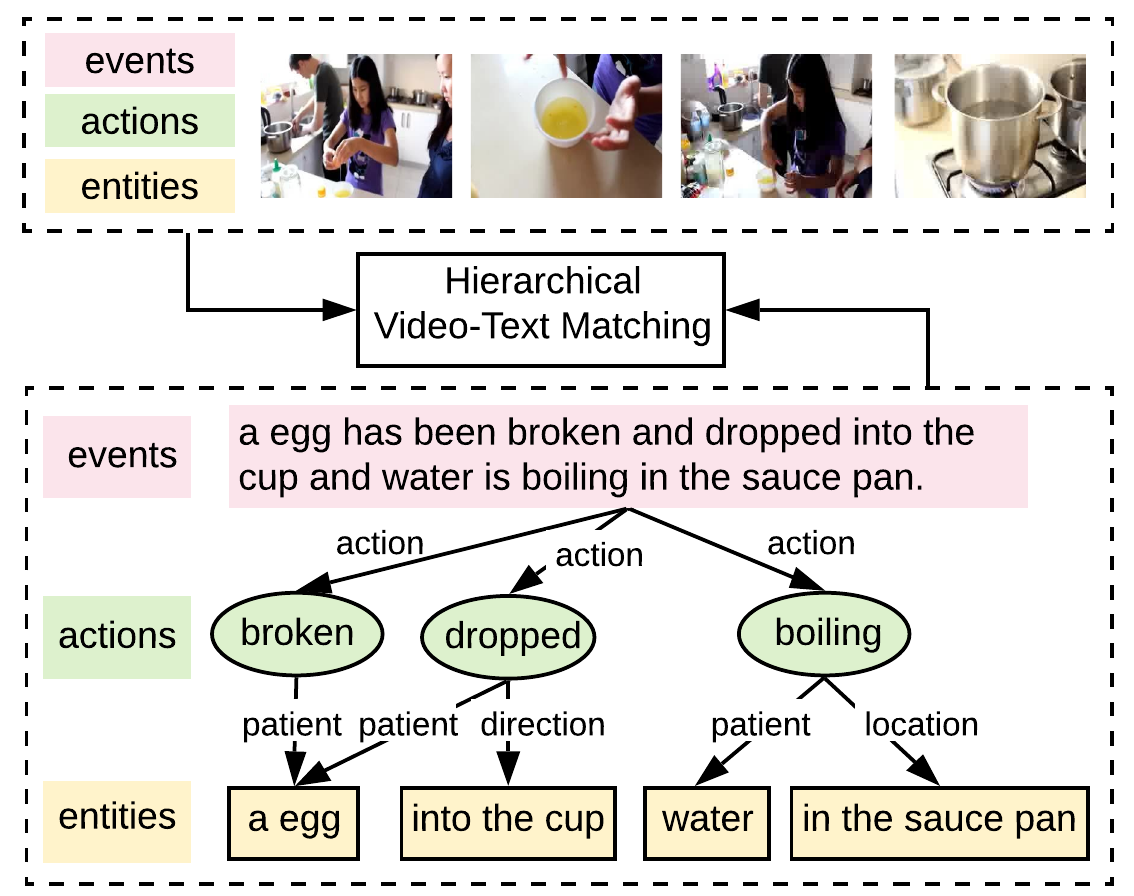 events
actions
entities
Hierarchical
Video-Text Matching
events
a egg has been broken and dropped into the
cup and water is boiling in the sauce pan.
action
action
action
actions
broken
dropped
boiling
patient
patient
direction
patient
location
entities
a egg
into the cup
water
in the sauce pan